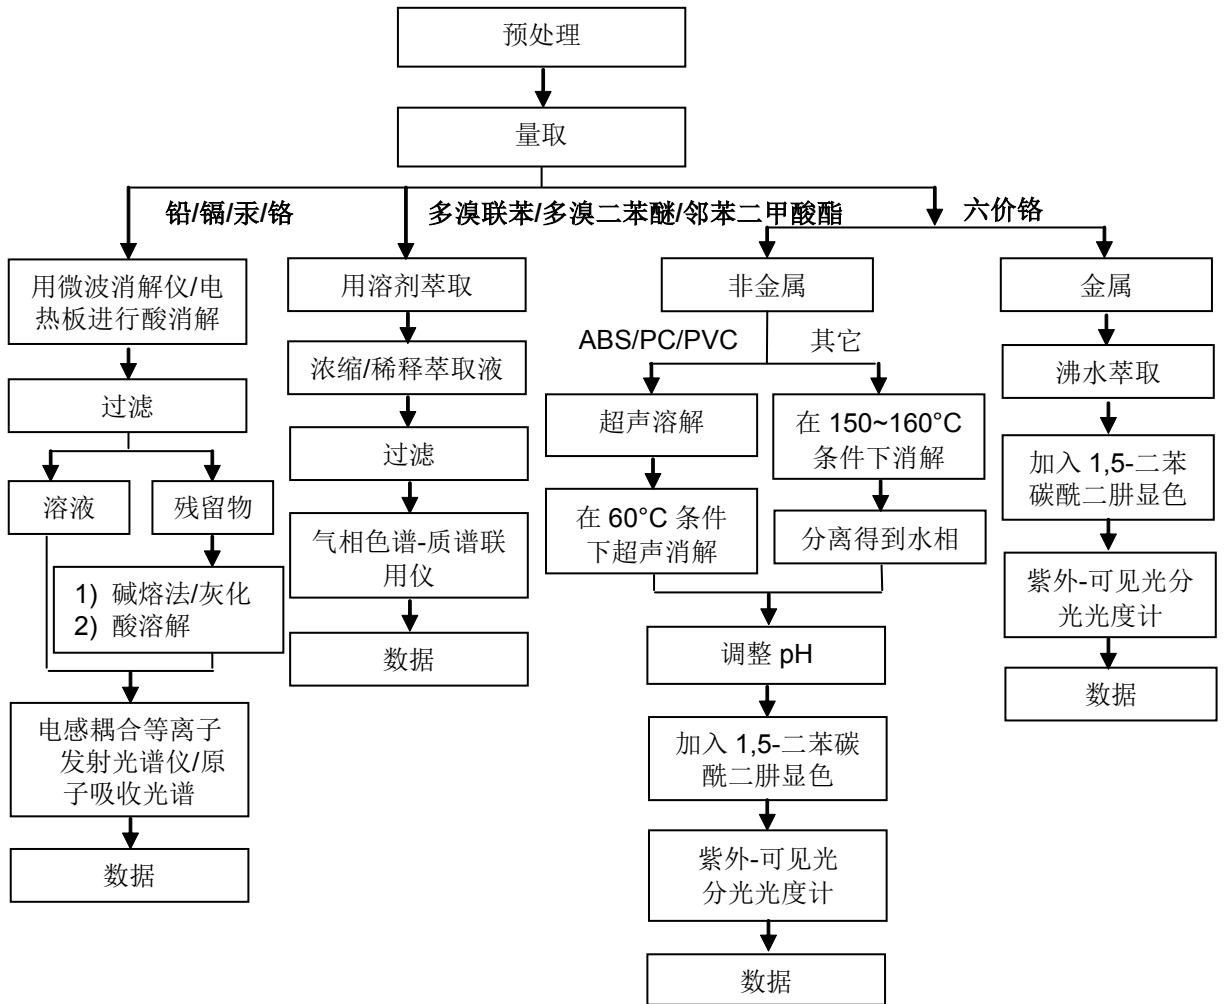 预处理
量取
铅/镉/汞/铬
多溴联苯/多溴二苯醚/邻苯二甲酸酯
六价铬
用微波消解仪/电
热板进行酸消解
过滤
溶液
残留物
1) 碱熔法/灰化
2) 酸溶解
电感耦合等离子
发射光谱仪/原
子吸收光谱
数据
用溶剂萃取
浓缩/稀释萃取液
过滤
气相色谱-质谱联
用仪
数据
非金属
ABS/PC/PVC
其它
超声溶解
在 60°C 条件
下超声消解
在 150~160°C
条件下消解
分离得到水相
调整 pH
加入 1,5-二苯碳
酰二肼显色
紫外-可见光
分光光度计
数据
金属
沸水萃取
加入 1,5-二苯
碳酰二肼显色
紫外-可见光分
光光度计
数据